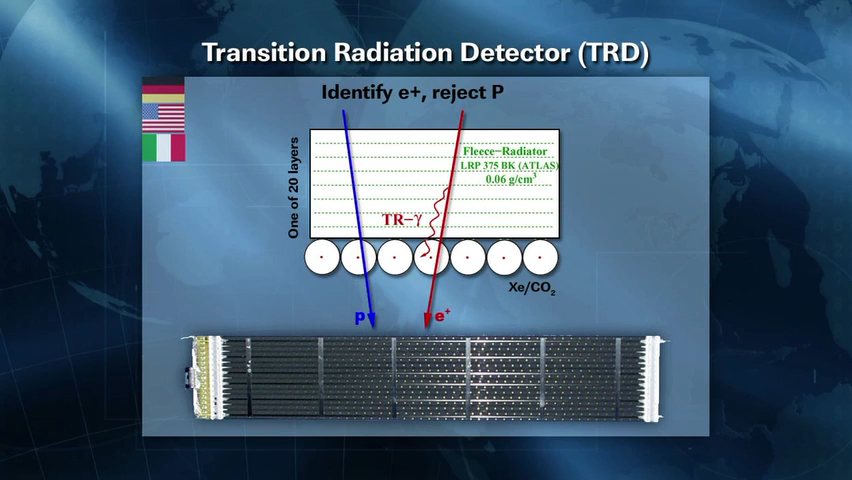 Transition Radiation Detector (TRD)
Identify e+, reject P
One of 20 layers
Fleece−Radiator
LRP 375 BK (ATLAS)
0.06 g/cm³
TR−γ
Xe/CO₂
p
e⁺